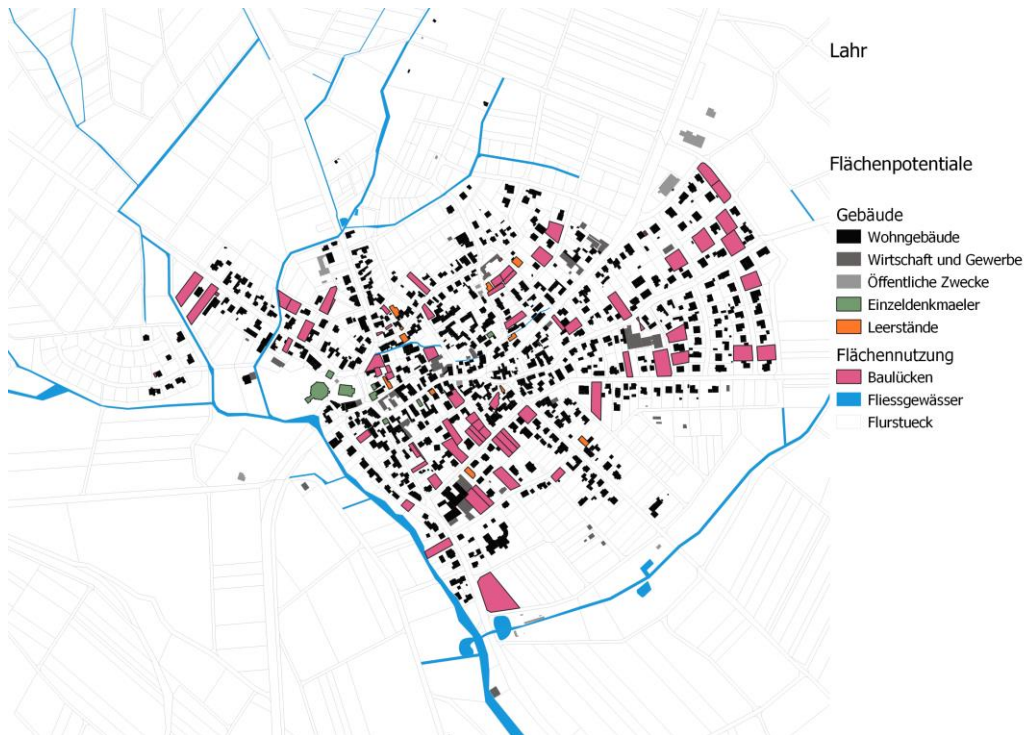 Lahr
Flächenpotentiale
Gebäude
Wohngebäude
Wirtschaft und Gewerbe
Öffentliche Zwecke
Einzeldenkmaeler
Leerstände
Flächennutzung
Baulücken
Fliessgewässer
Flurstueck